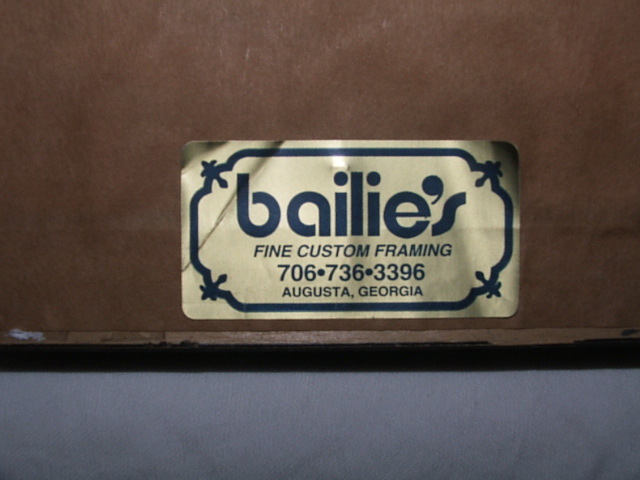 bailie's
FINE CUSTOM FRAMING
706•736•3396
AUGUSTA, GEORGIA